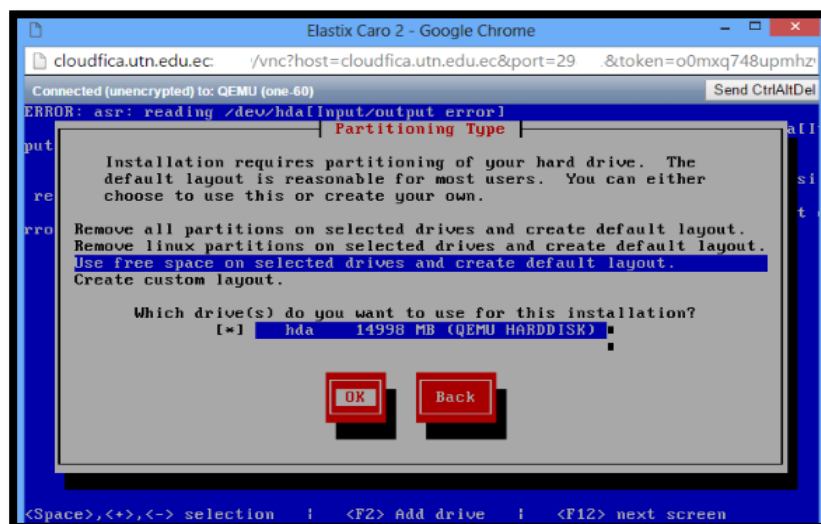 Elastix Caro 2 - Google Chrome
cloudfica.utn.edu.ec: /vnc?host=cloudfica.utn.edu.ec&port=29 .&token=o0mxq748upmhzv
Connected (unencrypted) to: QEMU (one-60)
Send CtrlAltDel
ERROR: asr: reading /dev/hda[Input/output error]
Partitioning Type
a[I
put
Installation requires partitioning of your hard drive. The
default layout is reasonable for most users. You can either
si
re
choose to use this or create your own.
t
rro
Remove all partitions on selected drives and create default layout.
Remove linux partitions on selected drives and create default layout.
Use free space on selected drives and create default layout.
Create custom layout.
Which drive(s) do you want to use for this installation?
[*] hda 14998 MB (QEMU HARDDISK)
OK
Back
<Space>,<+>,<-> selection | <F2> Add drive | <F12> next screen